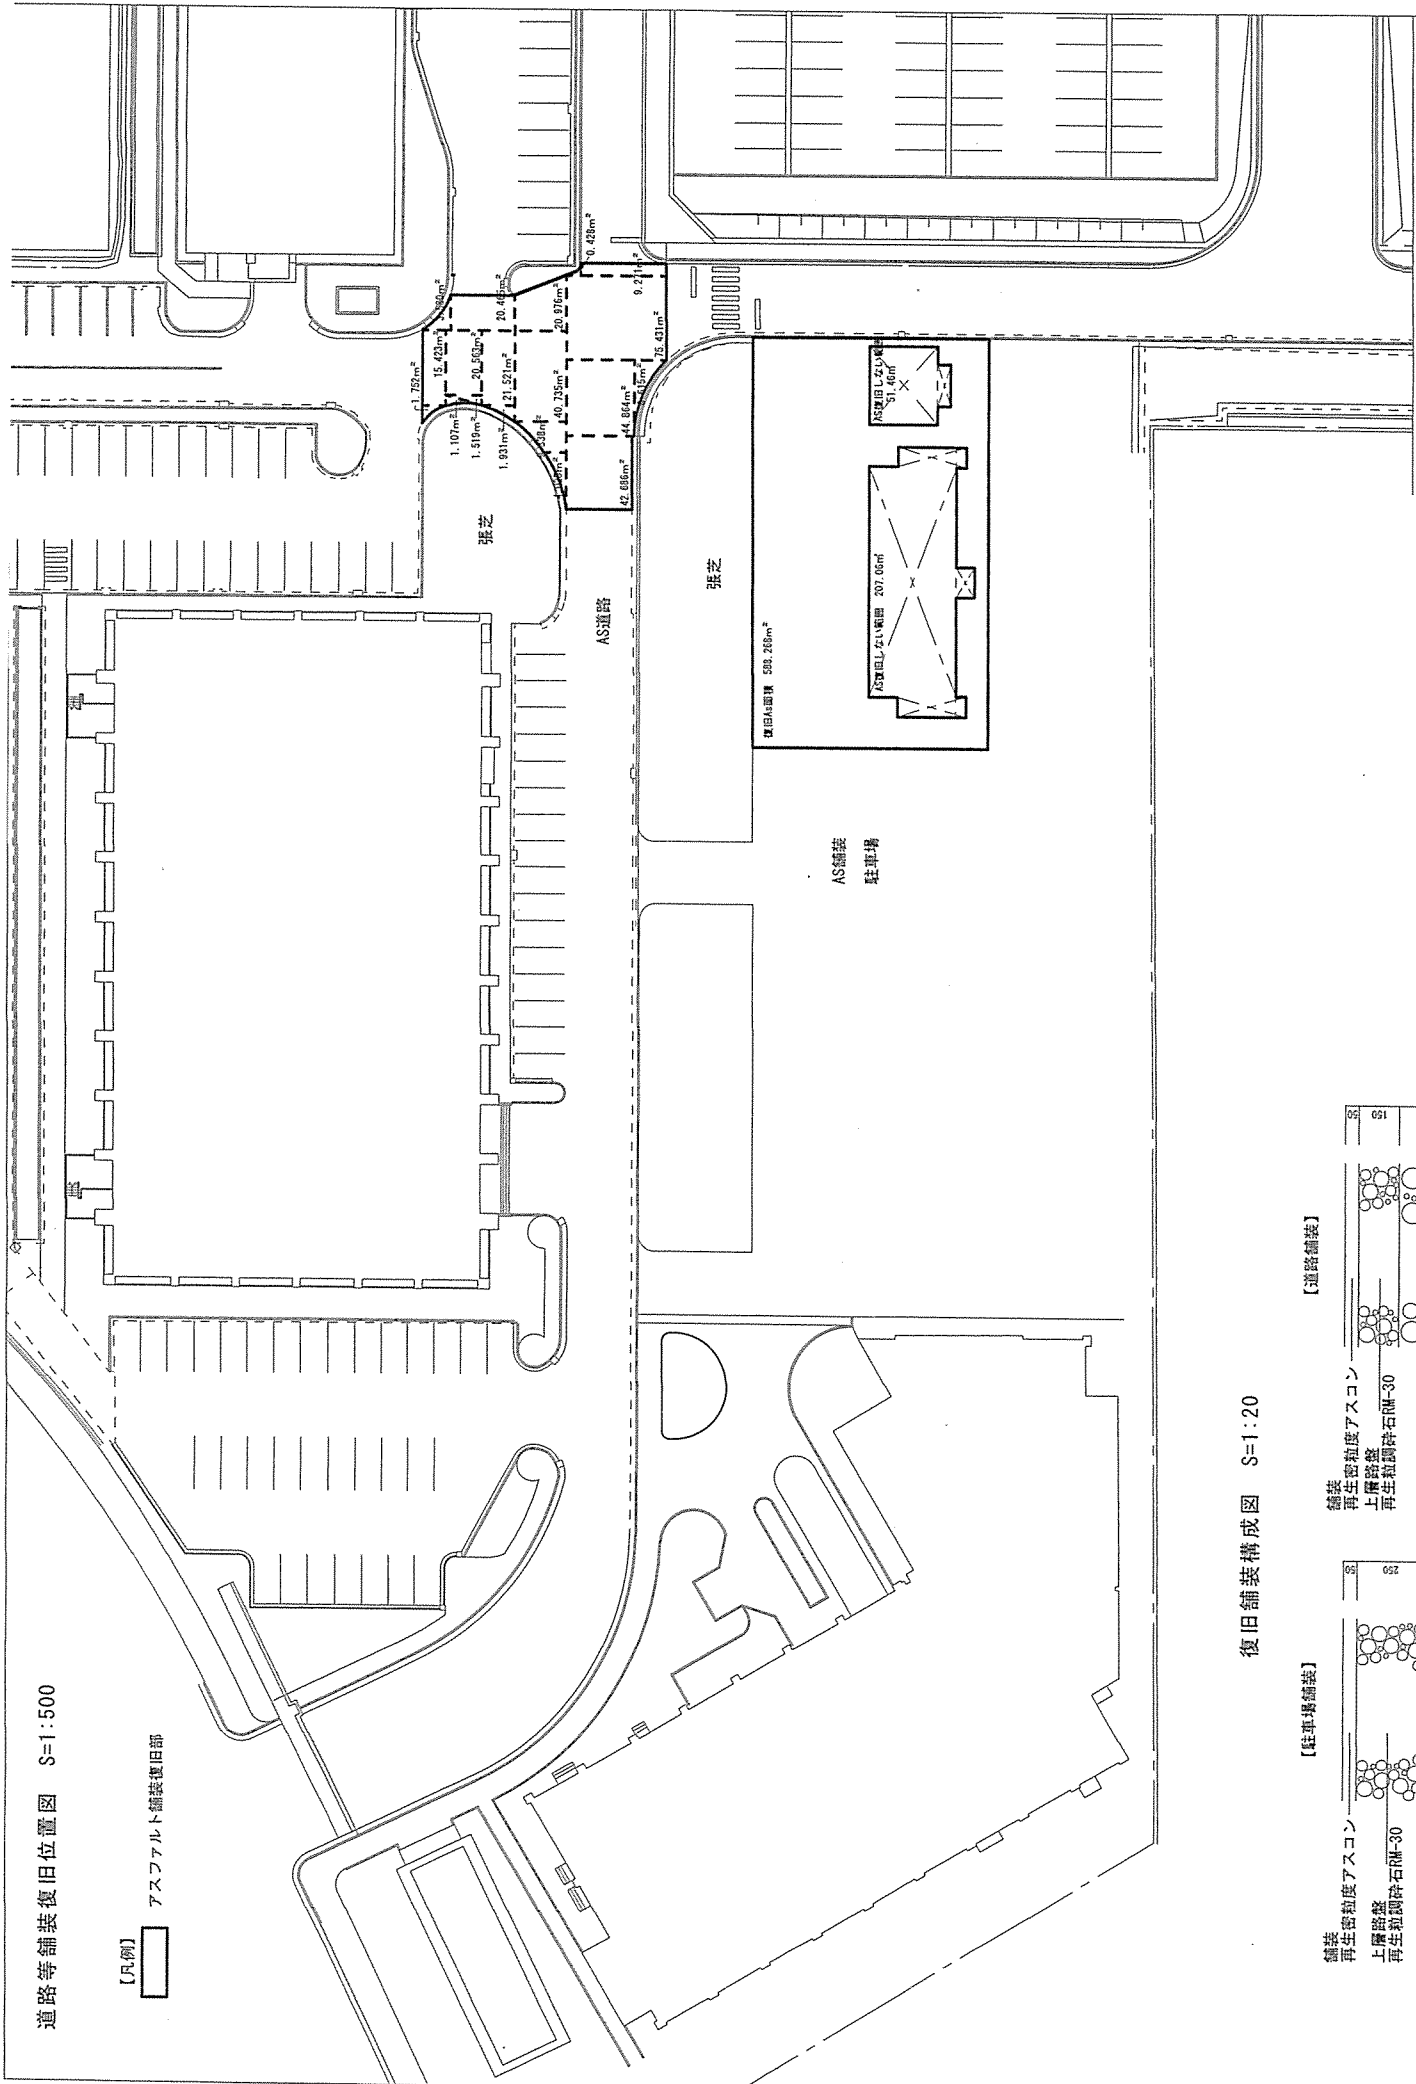 道路等舗装復旧位置図 S=1:500
【凡例】
アスファルト舗装復旧部
1.752m²
15.423m²
20.465m²
20.563m²
21.521m²
1.107m²
1.519m²
1.931m²
20.976m²
0.428m²
9.271m²
75.431m²
40.735m²
44.864m²
42.686m²
張芝
張芝
AS道路
復旧As面積 588.268m²
AS復旧しない範囲 207.06㎡
AS復旧しない範囲
51.46㎡
AS舗装
駐車場
復旧舗装構成図 S=1:20
【駐車場舗装】
舗装
再生密粒度アスコン
上層路盤
再生粒調砕石RM-30
50
250
【道路舗装】
舗装
再生密粒度アスコン
上層路盤
再生粒調砕石RM-30
50
150